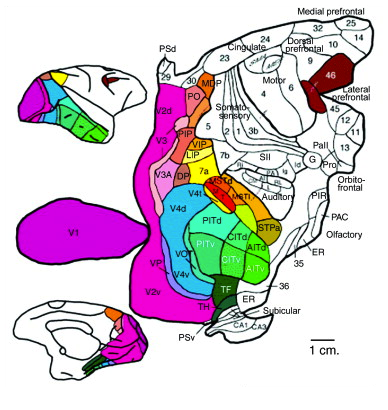 Medial prefrontal
25
32
14
24
Dorsal
prefrontal
10
Cingulate
9
PSd
23
Motor
46
29
30
MDP
4
6
Lateral
prefrontal
V2d
PO
Somato-
sensory
45
12
V3
PIP
5
2
1
3b
11
VIP
PaII
13
LIP
7b
SII
G
Pro
V3A
DP
7a
Id
Ig
Orbito-
frontal
MSTd
V4t
MSTl
Auditory
PIR
V4d
PITd
STPa
PAC
V1
CITd
Olfactory
VOT
PITv
AITd
ER
VP
CITv
V4v
AITv
35
V2v
TF
36
ER
TH
Subicular
PSv
CA1
CA3
1 cm.